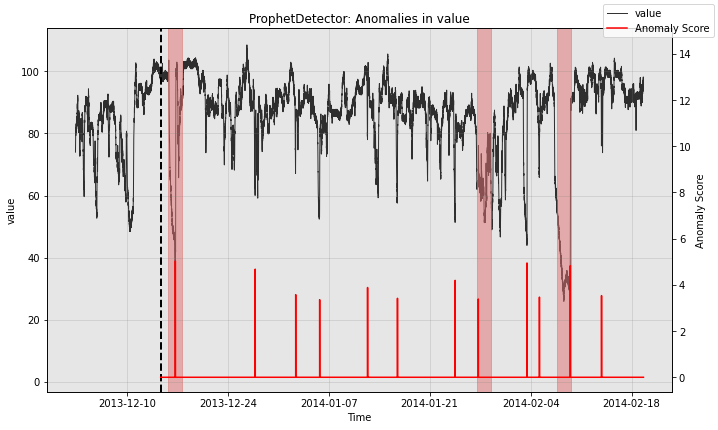 ProphetDetector: Anomalies in value
value
Anomaly Score
100
80
60
40
20
0
value
14
12
10
8
6
4
2
0
Anomaly Score
2013-12-10 2013-12-24 2014-01-07 2014-01-21 2014-02-04 2014-02-18
Time